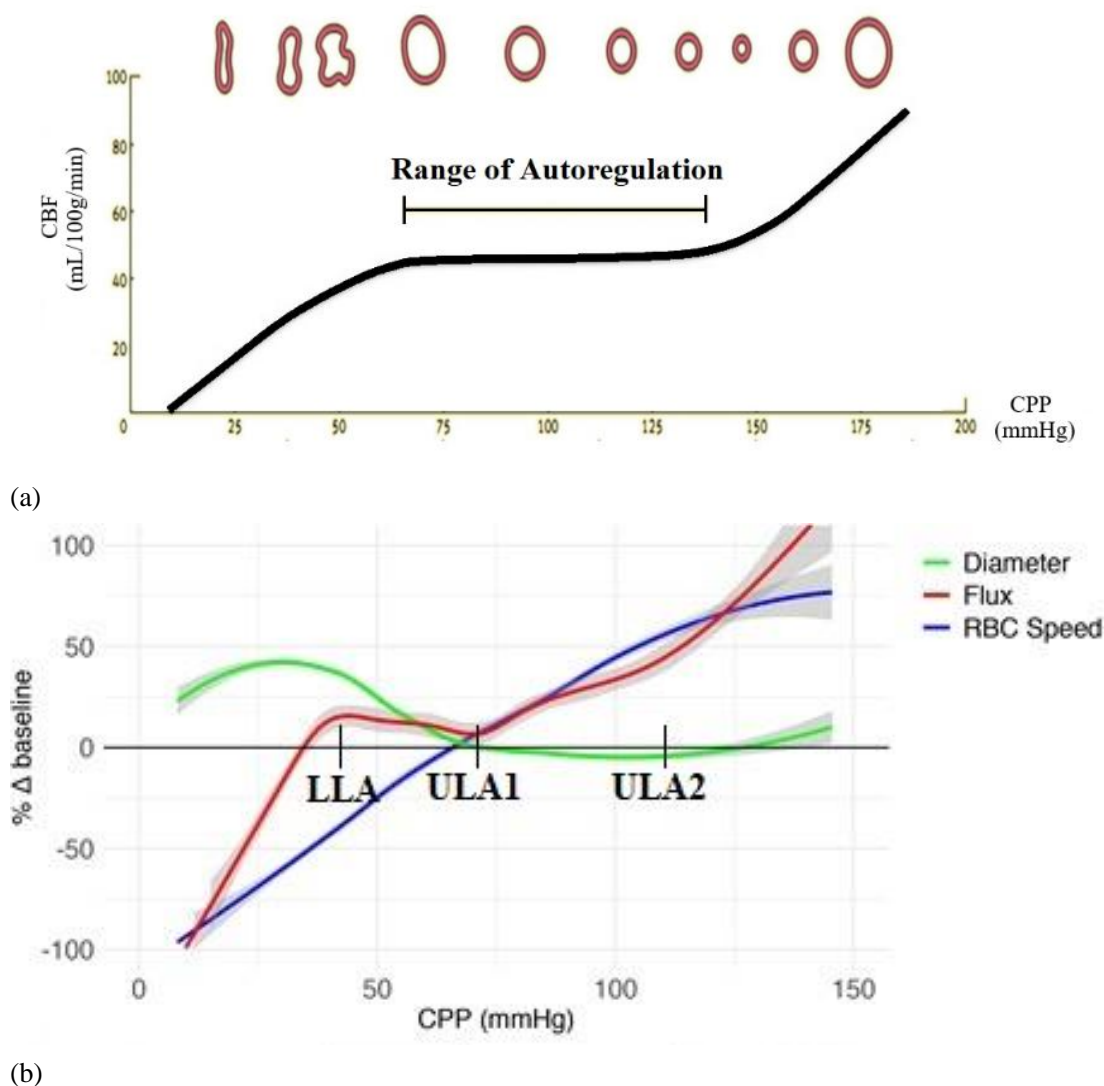 100
80
60
40
20
CBF
(mL/100g/min)
Range of Autoregulation
0 25 50 75 100 125 150 175 200
CPP
(mmHg)
(a)
100
50
0
-50
-100
% Δ baseline
LLA ULA1 ULA2
Diameter
Flux
RBC Speed
0 50 100 150
CPP (mmHg)
(b)